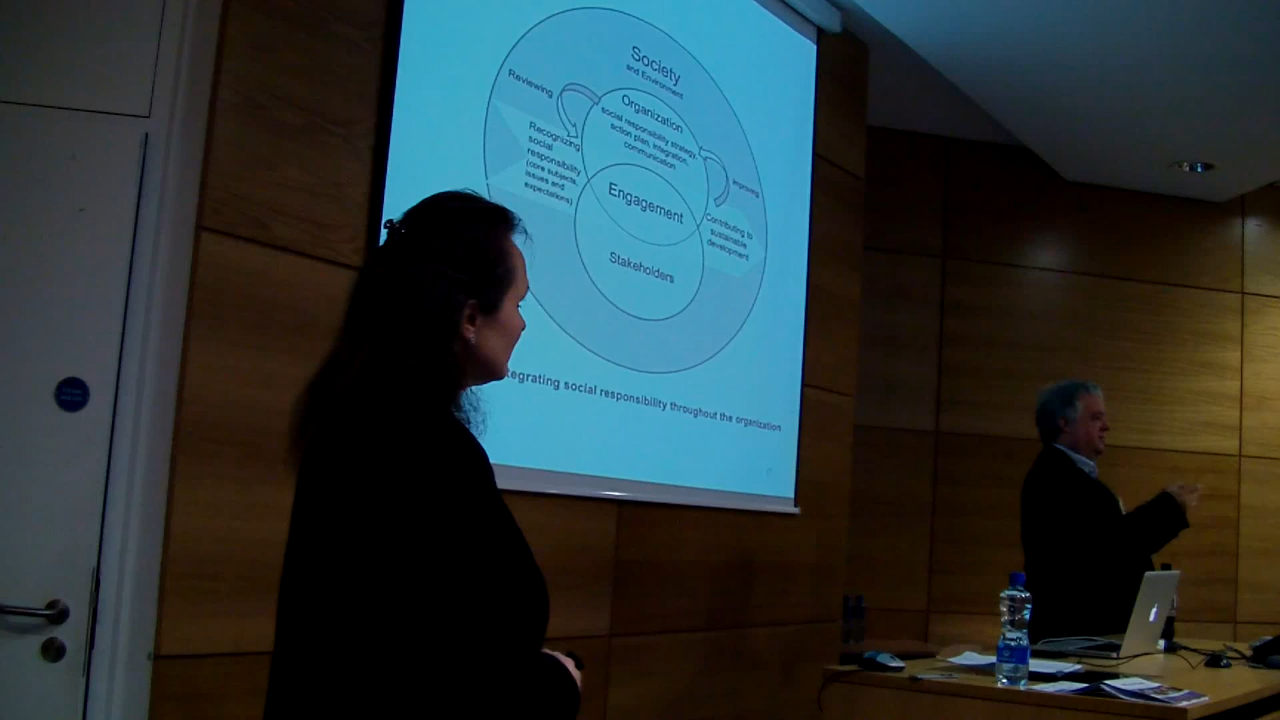 Society
and Environment
Reviewing
Organization
social responsibility strategy,
action plan, integration,
communication
Recognizing
social
responsibility
(core subjects,
issues and
expectations)
Improving
Engagement
Contributing to
sustainable
development
Stakeholders
tegrating social responsibility throughout the organization